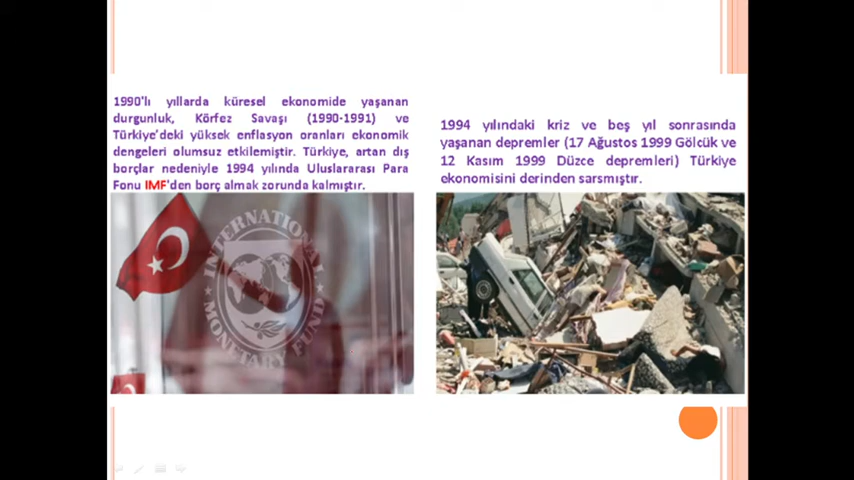 1990'lı yıllarda küresel ekonomide yaşanan
durgunluk, Körfez Savaşı (1990-1991) ve
Türkiye'deki yüksek enflasyon oranları ekonomik
dengeleri olumsuz etkilemiştir. Türkiye, artan dış
borçlar nedeniyle 1994 yılında Uluslararası Para
Fonu IMF'den borç almak zorunda kalmıştır.
INTERNATIONAL
MONETARY FUND
1994 yılındaki kriz ve beş yıl sonrasında
yaşanan depremler (17 Ağustos 1999 Gölcük ve
12 Kasım 1999 Düzce depremleri) Türkiye
ekonomisini derinden sarsmıştır.